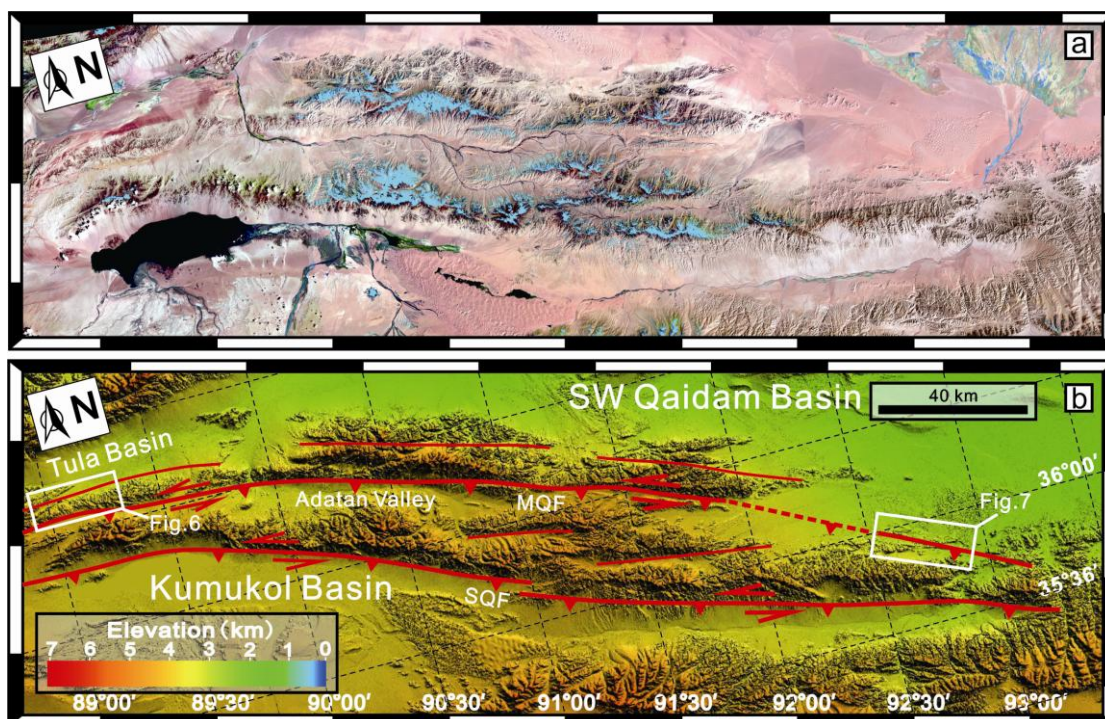 a
N
b
N
SW Qaidam Basin
40 km
Tula Basin
36°00′
Adatan Valley
MQF
Fig.7
Fig.6
35°36′
Kumukol Basin
SQF
Elevation (km)
7 6 5 4 3 2 1 0
89°00′ 89°30′ 90°00′ 90°30′ 91°00′ 91°30′ 92°00′ 92°30′ 93°00′